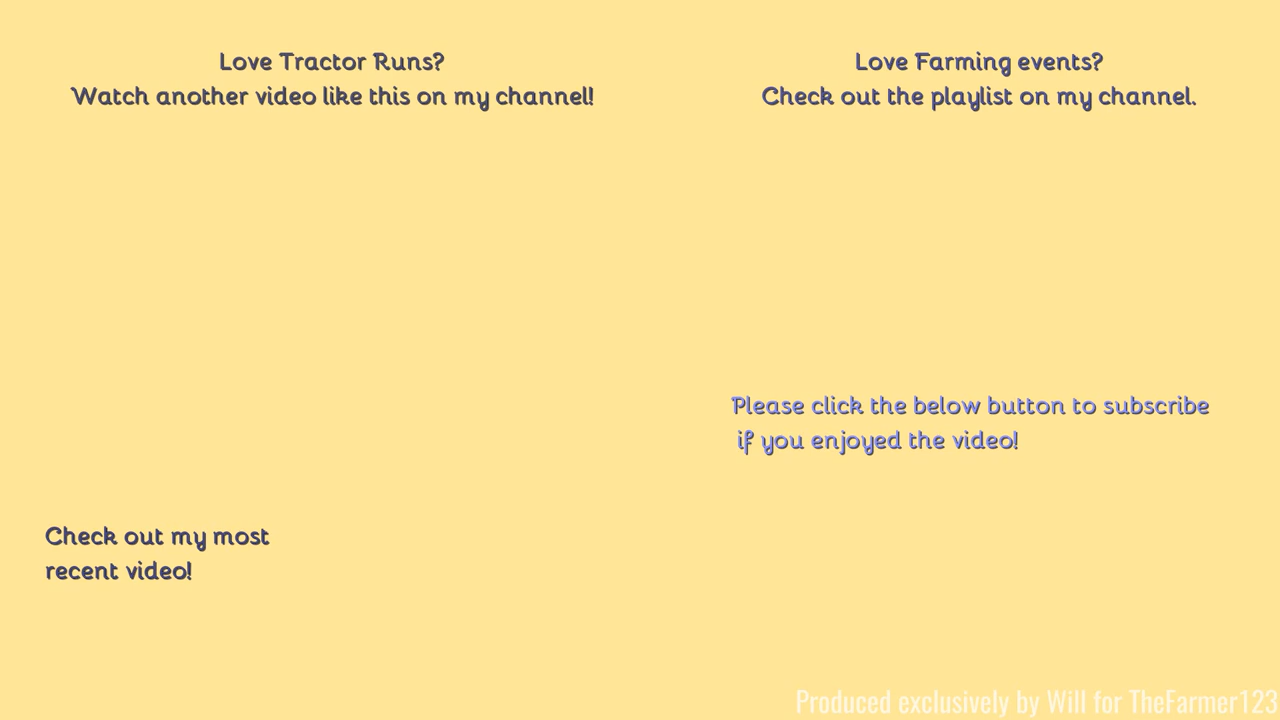 Love Tractor Runs?
Watch another video like this on my channel!
Love Farming events?
Check out the playlist on my channel.
Please click the below button to subscribe
if you enjoyed the video!
Check out my most
recent video!
Produced exclusively by Will for TheFarmer123